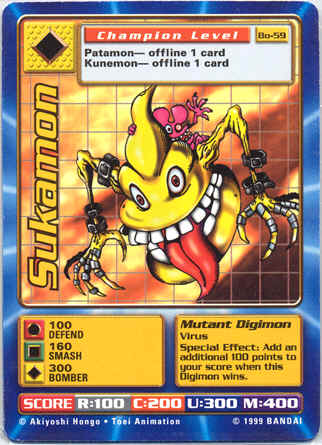 Champion Level
Bo-59
Patamon— offline 1 card
Kunemon— offline 1 card
Sukamon
100
DEFEND
160
SMASH
300
BOMBER
Mutant Digimon
Virus
Special Effect: Add an
additional 100 points to
your score when this
Digimon wins.
SCORE R:100 C:200 U:300 M:400
© Akiyoshi Hongo • Toei Animation © 1999 BANDAI